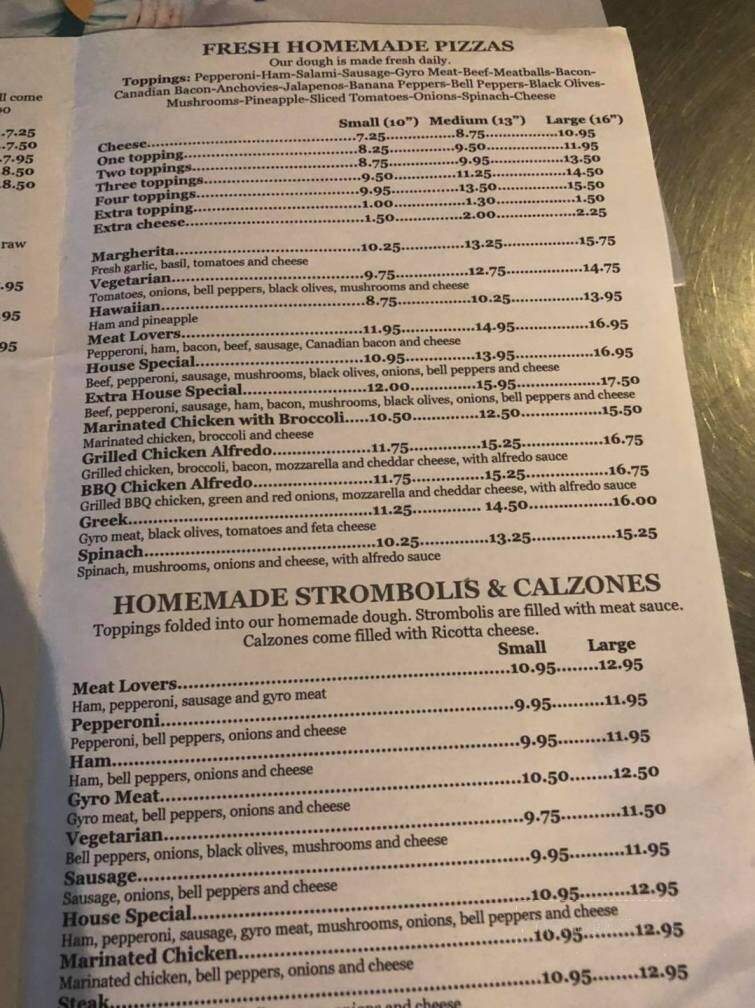 FRESH HOMEMADE PIZZAS
Our dough is made fresh daily.
Toppings: Pepperoni-Ham-Salami-Sausage-Gyro Meat-Beef-Meatballs-Bacon-
Canadian Bacon-Anchovies-Jalapenos-Banana Peppers-Bell Peppers-Black Olives-
Mushrooms-Pineapple-Sliced Tomatoes-Onions-Spinach-Cheese
Small (10") Medium (13") Large (16")
Cheese.....7.25.....8.75.....10.95
One topping.....8.25.....9.50.....11.95
Two toppings.....8.75.....9.95.....13.50
Three toppings.....9.50.....11.25.....14.50
Four toppings.....9.95.....13.50.....15.50
Extra topping.....1.00.....1.30.....1.50
Extra cheese.....1.50.....2.00.....2.25
Margherita.....10.25.....13.25.....15.75
Fresh garlic, basil, tomatoes and cheese
Vegetarian.....9.75.....12.75.....14.75
Tomatoes, onions, bell peppers, black olives, mushrooms and cheese
Hawaiian.....8.75.....10.25.....13.95
Ham and pineapple
Meat Lovers.....11.95.....14.95.....16.95
Pepperoni, ham, bacon, beef, sausage, Canadian bacon and cheese
House Special.....10.95.....13.95.....16.95
Beef, pepperoni, sausage, mushrooms, black olives, onions, bell peppers and cheese
Extra House Special.....12.00.....15.95.....17.50
Beef, pepperoni, sausage, ham, bacon, mushrooms, black olives, onions, bell peppers and cheese
Marinated Chicken with Broccoli.....10.50.....12.50.....15.50
Marinated chicken, broccoli and cheese
Grilled Chicken Alfredo.....11.75.....15.25.....16.75
Grilled chicken, broccoli, bacon, mozzarella and cheddar cheese, with alfredo sauce
BBQ Chicken Alfredo.....11.75.....15.25.....16.75
Grilled BBQ chicken, green and red onions, mozzarella and cheddar cheese, with alfredo sauce
Greek.....11.25..... 14.50.....16.00
Gyro meat, black olives, tomatoes and feta cheese
Spinach.....10.25.....13.25.....15.25
Spinach, mushrooms, onions and cheese, with alfredo sauce
HOMEMADE STROMBOLIS & CALZONES
Toppings folded into our homemade dough. Strombolis are filled with meat sauce.
Calzones come filled with Ricotta cheese.
Small Large
Meat Lovers.....10.95.....12.95
Ham, pepperoni, sausage and gyro meat
Pepperoni.....9.95.....11.95
Pepperoni, bell peppers, onions and cheese
Ham.....9.95.....11.95
Ham, bell peppers, onions and cheese
Gyro Meat.....10.50.....12.50
Gyro meat, bell peppers, onions and cheese
Vegetarian.....9.75.....11.50
Bell peppers, onions, black olives, mushrooms and cheese
Sausage.....9.95.....11.95
Sausage, onions, bell peppers and cheese
House Special.....10.95.....12.95
Ham, pepperoni, sausage, gyro meat, mushrooms, onions, bell peppers and cheese
Marinated Chicken.....10.95.....12.95
Marinated chicken, bell peppers, onions and cheese
Steak.....10.95.....12.95
and cheese
come
7.25
7.50
7.95
8.50
8.50
raw
.95
95
95